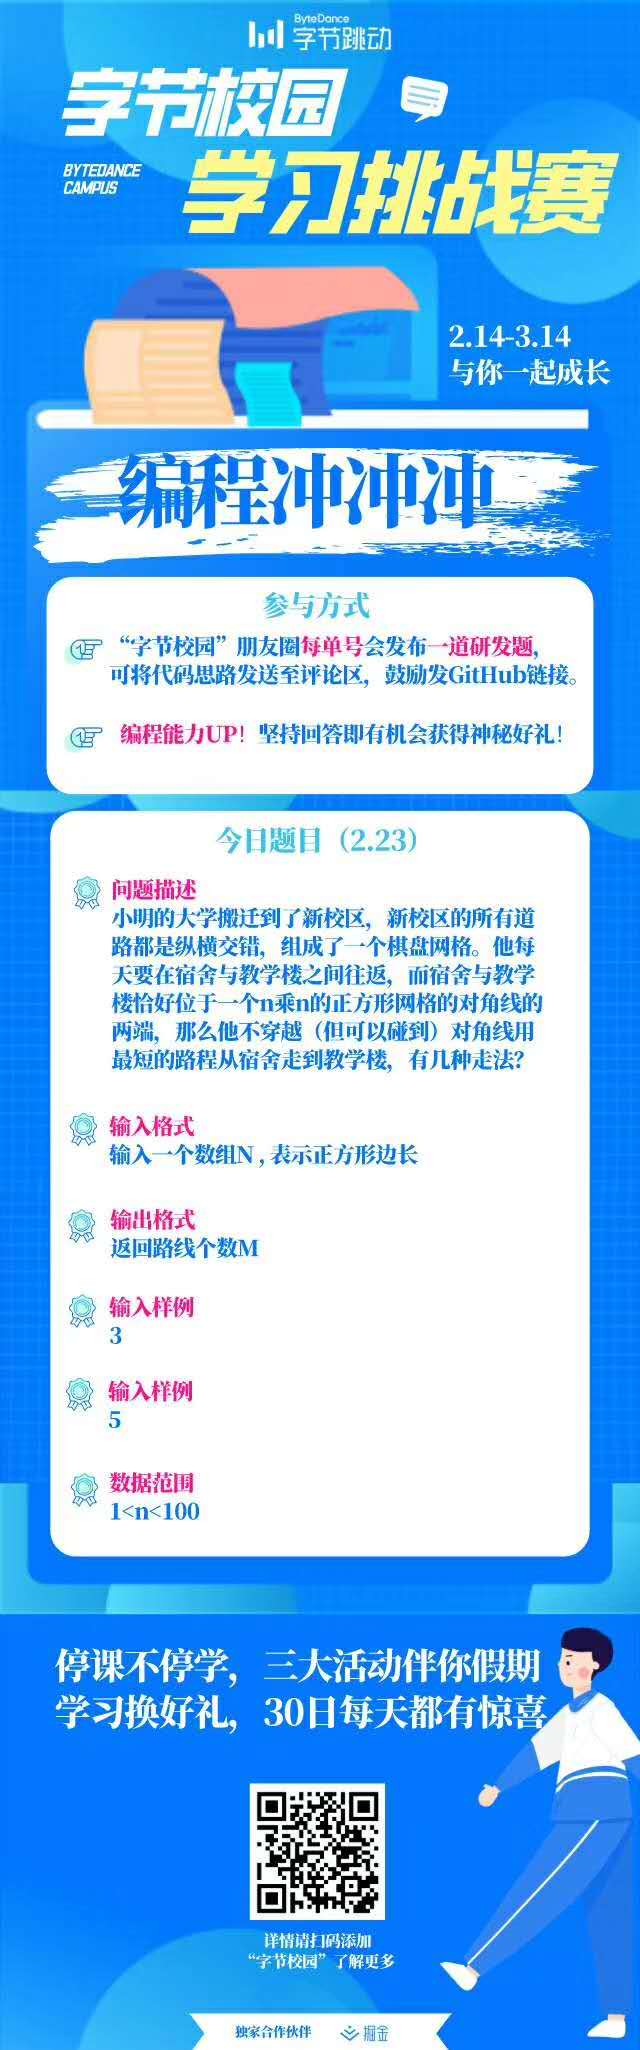 ByteDance
字节跳动
字节校园
BYTEDANCE
CAMPUS
学习挑战赛
2.14-3.14
与你一起成长
编程冲冲冲
参与方式
“字节校园”朋友圈每单号会发布一道研发题，
可将代码思路发送至评论区，鼓励发GitHub链接。
编程能力UP！坚持回答即有机会获得神秘好礼！
今日题目（2.23）
问题描述
小明的大学搬迁到了新校区，新校区的所有道
路都是纵横交错，组成了一个棋盘网格。他每
天要在宿舍与教学楼之间往返，而宿舍与教学
楼恰好位于一个n乘n的正方形网格的对角线的
两端，那么他不穿越（但可以碰到）对角线用
最短的路程从宿舍走到教学楼，有几种走法？
输入格式
输入一个数组N , 表示正方形边长
输出格式
返回路线个数M
输入样例
3
输入样例
5
数据范围
1<n<100
停课不停学，三大活动伴你假期
学习换好礼，30日每天都有惊喜
详情请扫码添加
“字节校园”了解更多
独家合作伙伴 掘金